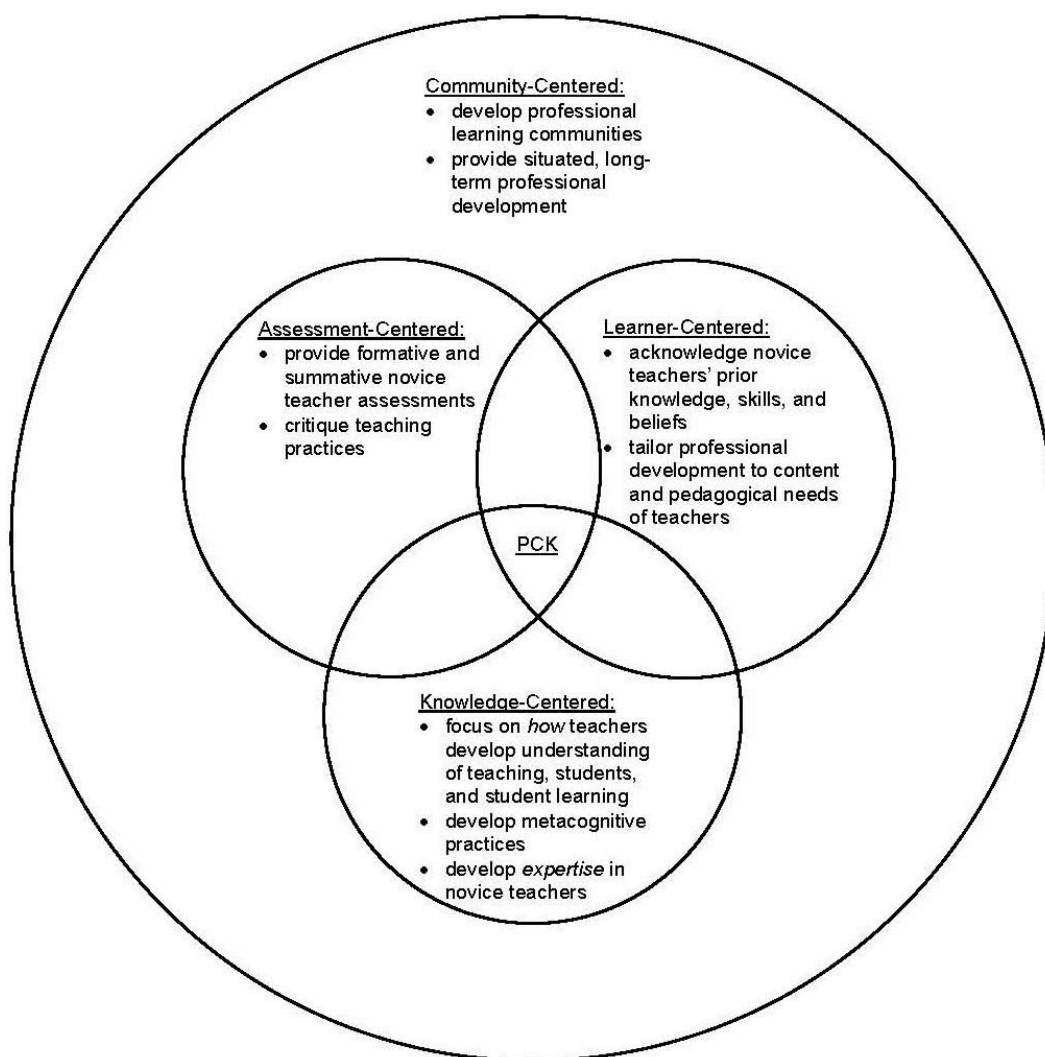 Community-Centered:
• develop professional
learning communities
• provide situated, long-
term professional
development
Assessment-Centered:
• provide formative and
summative novice
teacher assessments
• critique teaching
practices
Learner-Centered:
• acknowledge novice
teachers’ prior
knowledge, skills, and
beliefs
• tailor professional
development to content
and pedagogical needs
of teachers
PCK
Knowledge-Centered:
• focus on how teachers
develop understanding
of teaching, students,
and student learning
• develop metacognitive
practices
• develop expertise in
novice teachers